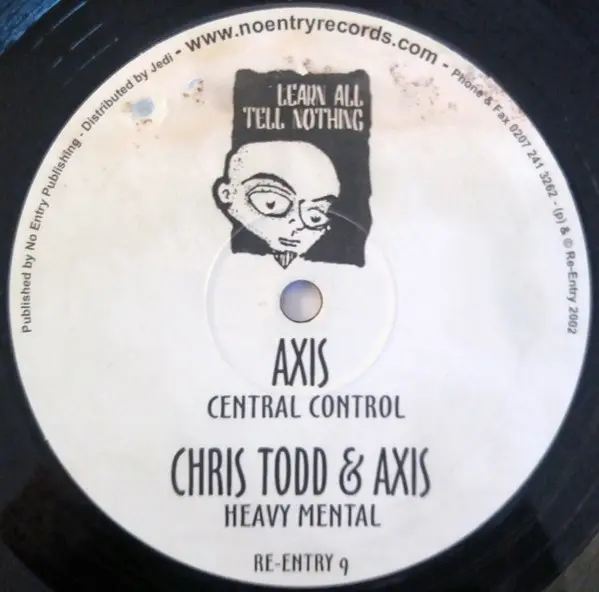 Published by No Entry Publishing - Distributed by Jedi - www.noentryrecords.com - Phone & Fax 0207 241 3262 - (p) & © Re-Entry 2002
LEARN ALL
TELL NOTHING
AXIS
CENTRAL CONTROL
CHRIS TODD & AXIS
HEAVY MENTAL
RE-ENTRY 9